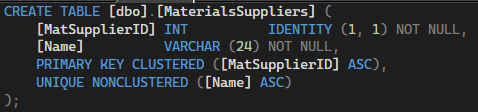 CREATE TABLE [dbo].[MaterialsSuppliers] (
    [MatSupplierID] INT          IDENTITY (1, 1) NOT NULL,
    [Name]          VARCHAR (24) NOT NULL,
    PRIMARY KEY CLUSTERED ([MatSupplierID] ASC),
    UNIQUE NONCLUSTERED ([Name] ASC)
);